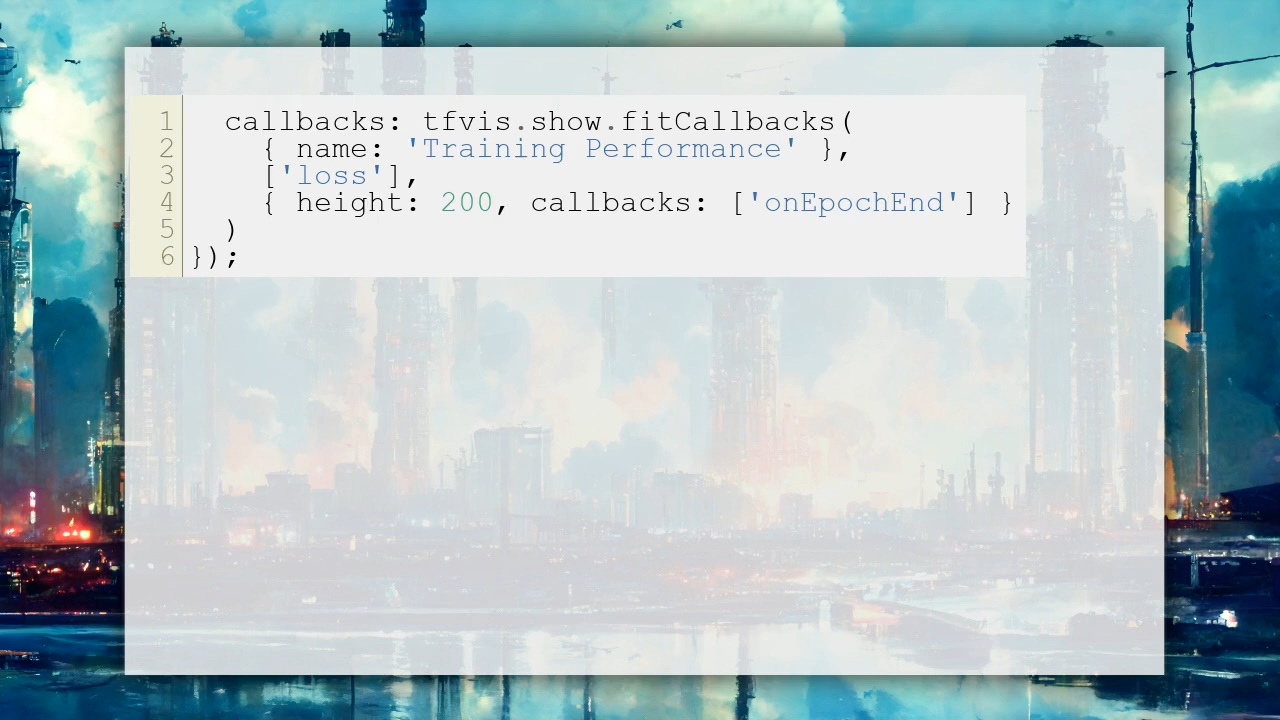 1   callbacks: tfvis.show.fitCallbacks(
2     { name: 'Training Performance' },
3     ['loss'],
4     { height: 200, callbacks: ['onEpochEnd'] }
5   )
6 });